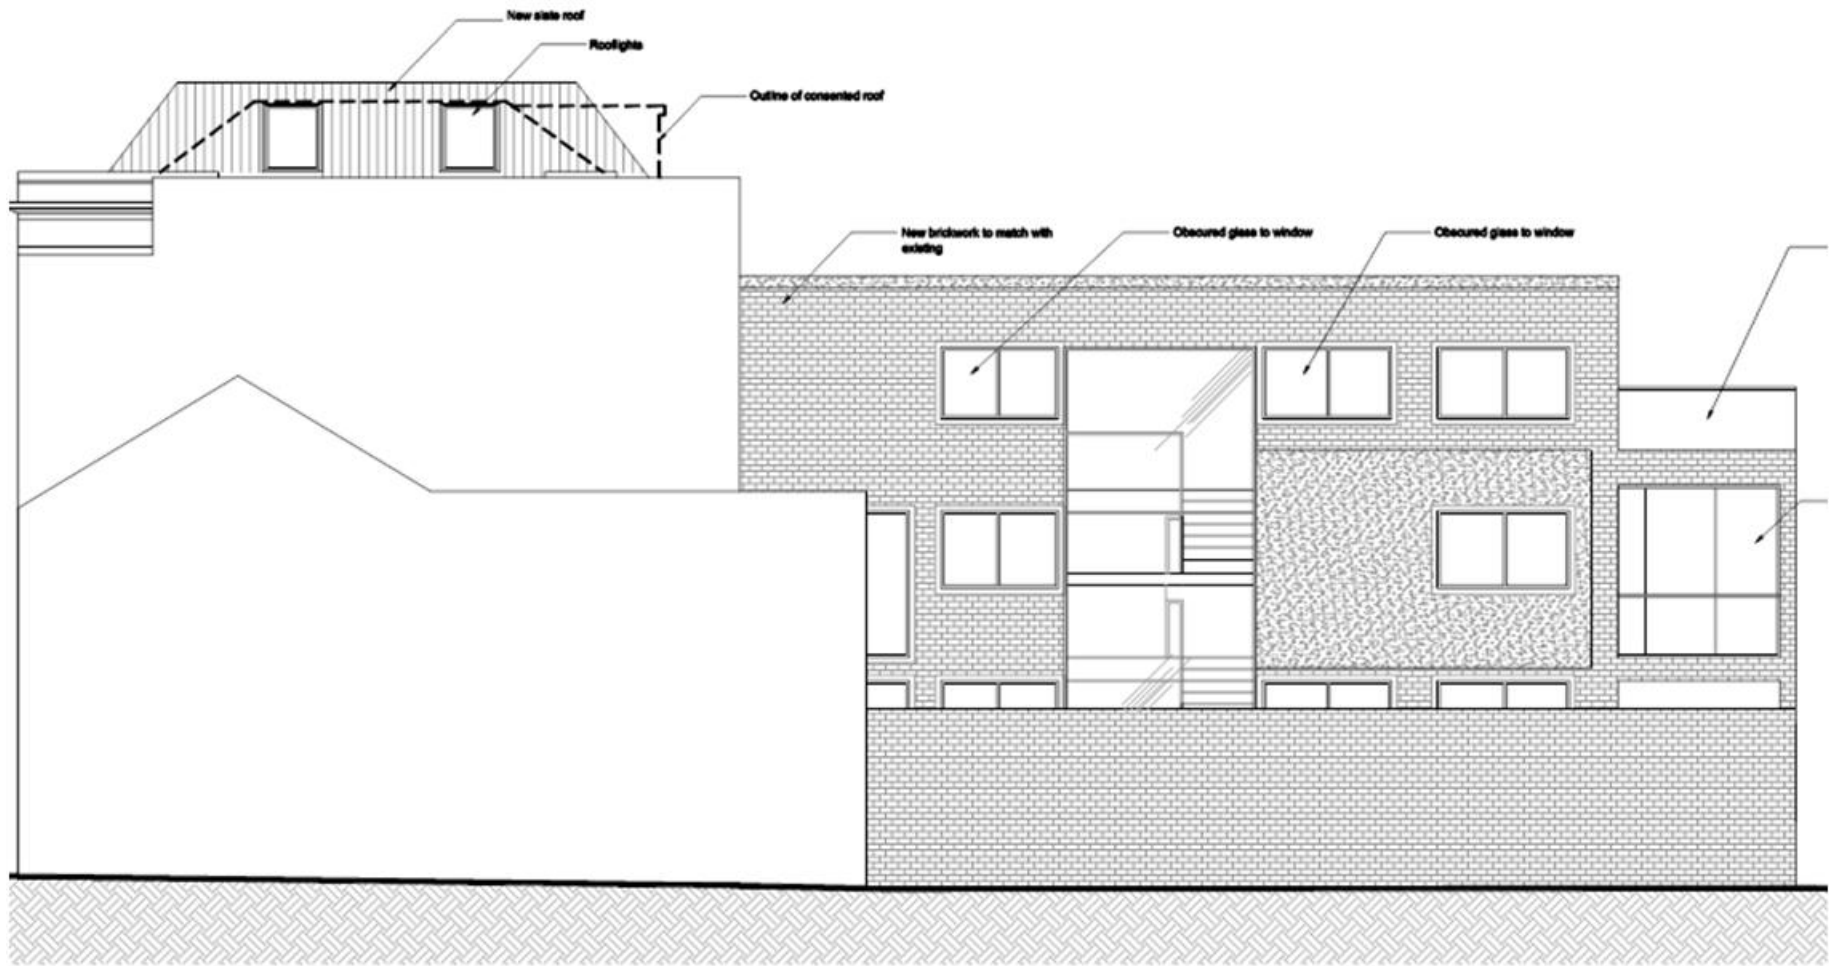 New slate roof
Rooflights
Outline of consented roof
New brickwork to match with
existing
Obscured glass to window
Obscured glass to window